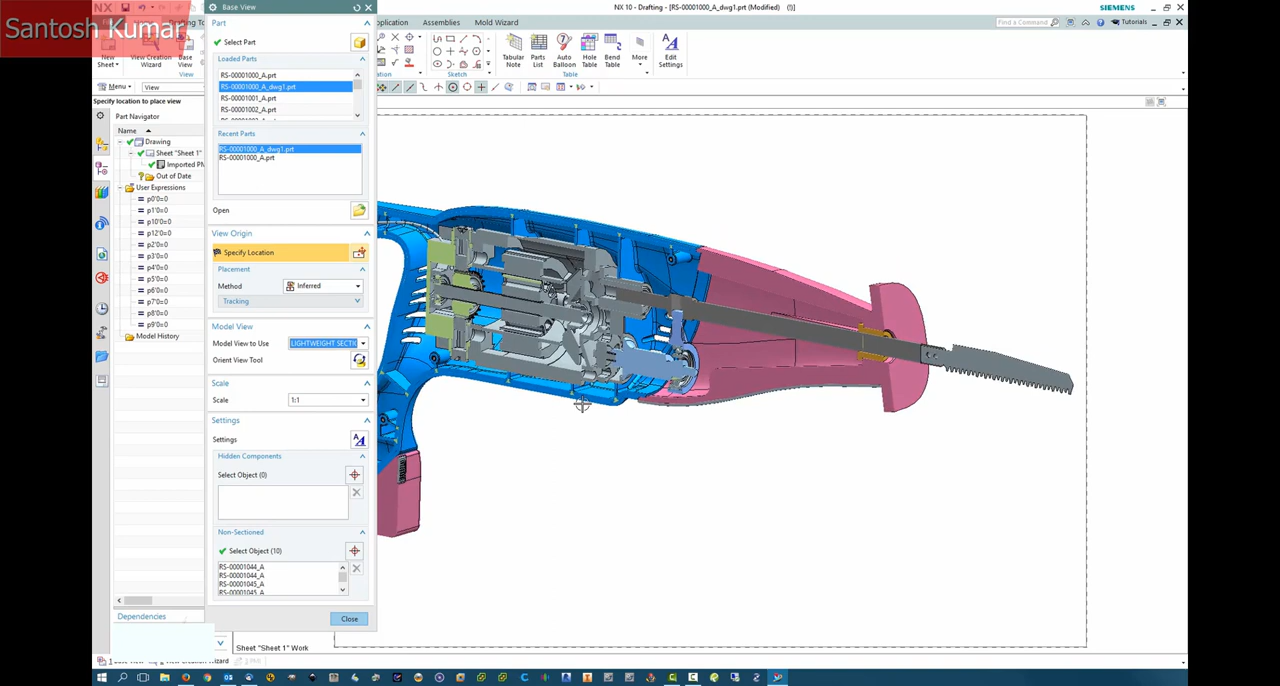 NX
Base View
NX 10 - Drafting - [RS-00001000_A_dwg1.prt (Modified)]
SIEMENS
Santosh Kumar
Part
pplication
Assemblies
Mold Wizard
Find a Command
Tutorials
Select Part
New Sheet
View Creation Wizard
Base View
View
Loaded Parts
RS-00001000_A.prt
RS-00001000_A_dwg1.prt
RS-00001001_A.prt
RS-00001002_A.prt
Sketch
Tabular Note
Parts List
Auto Balloon
Hole Table
Bend Table
More
Edit Settings
Table
Menu
View
Specify location to place view
Part Navigator
Name
Drawing
Sheet "Sheet 1"
Imported PM
Out of Date
User Expressions
p0'0=0
p1'0=0
p10'0=0
p12'0=0
p2'0=0
p3'0=0
p4'0=0
p5'0=0
p6'0=0
p7'0=0
p8'0=0
p9'0=0
Model History
Recent Parts
RS-00001000_A_dwg1.prt
RS-00001000_A.prt
Open
View Origin
Specify Location
Placement
Method
Inferred
Tracking
Model View
Model View to Use
LIGHTWEIGHT SECTIO
Orient View Tool
Scale
Scale
1:1
Settings
Settings
Hidden Components
Select Object (0)
Non-Sectioned
Select Object (10)
RS-00001044_A
RS-00001044_A
RS-00001045_A
RS-00001045_A
Close
Dependencies
Sheet "Sheet 1" Work